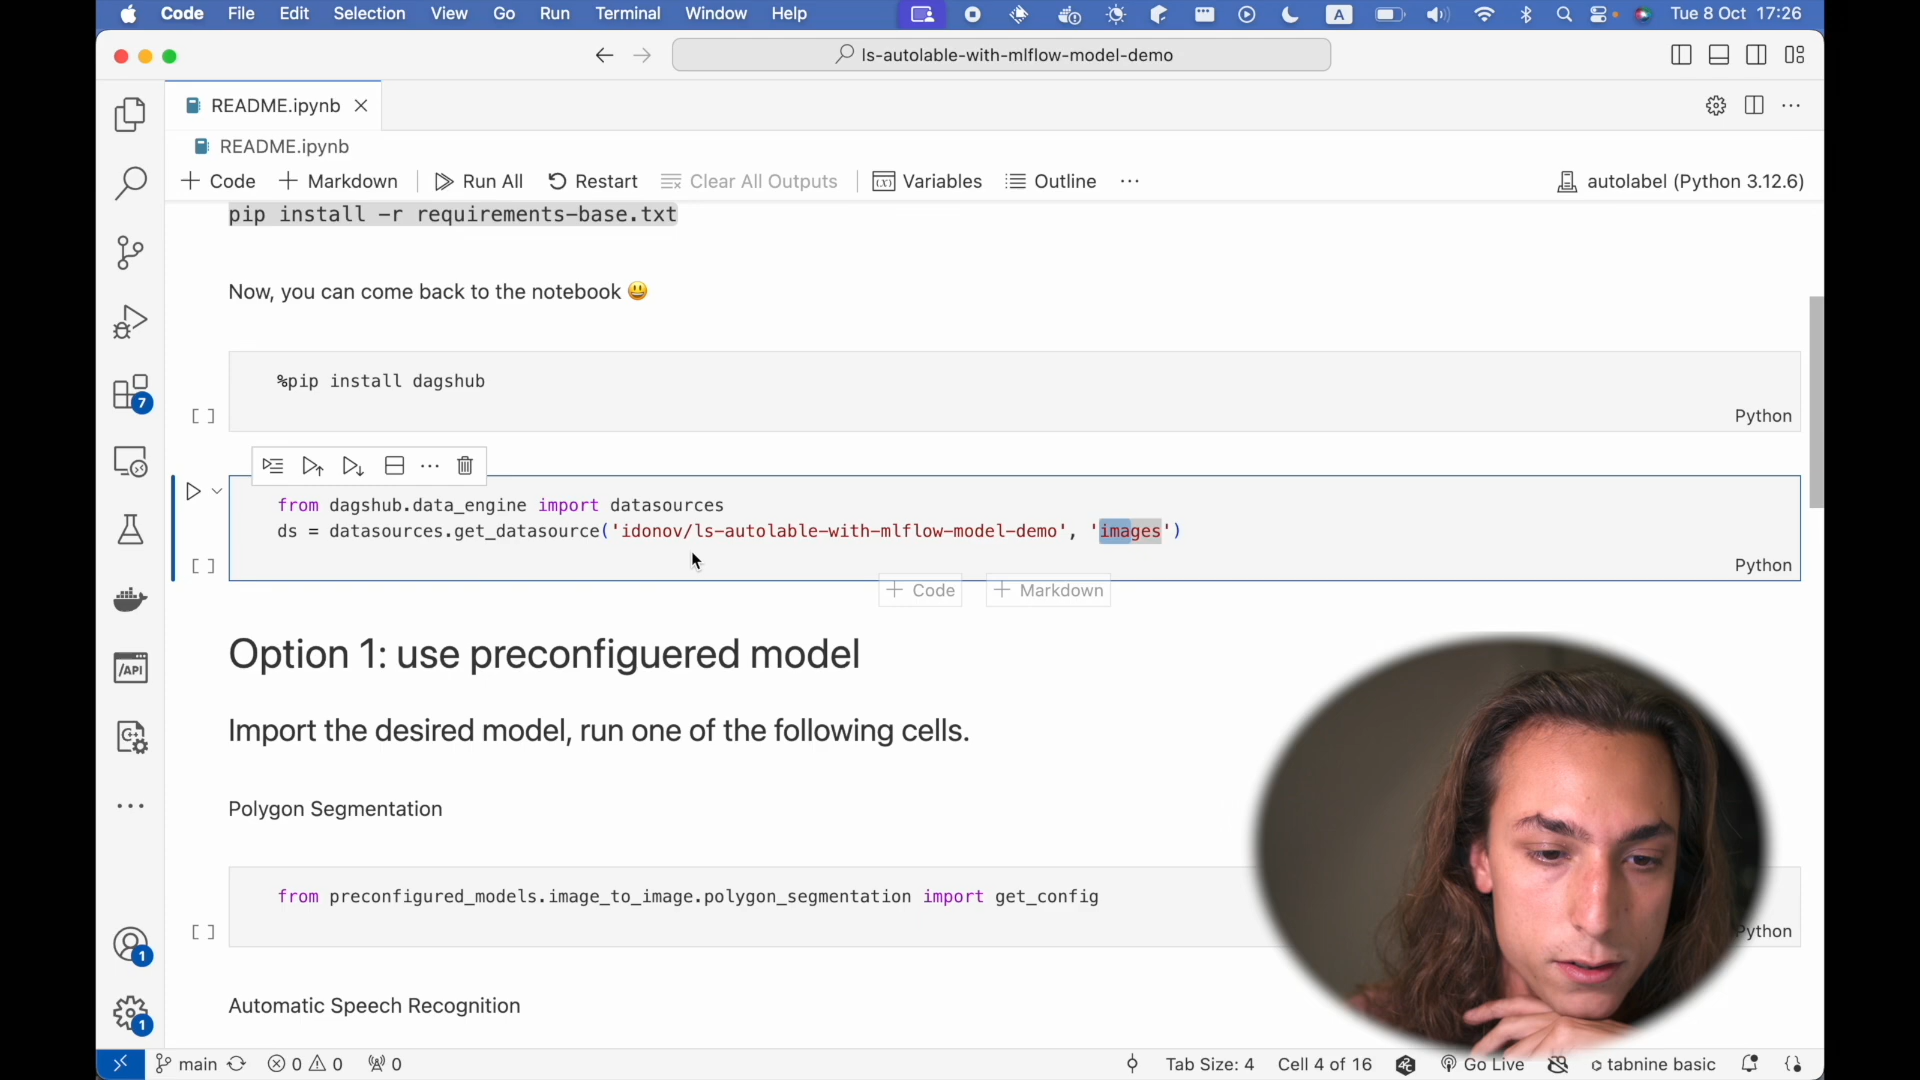 Code File Edit Selection View Go Run Terminal Window Help A Tue 8 Oct 17:26
ls-autolable-with-mlflow-model-demo
README.ipynb
README.ipynb
Code Markdown Run All Restart Clear All Outputs Variables Outline ... autolabel (Python 3.12.6)
pip install -r requirements-base.txt
Now, you can come back to the notebook 😃
%pip install dagshub
[ ] Python
from dagshub.data_engine import datasources
ds = datasources.get_datasource('idonov/ls-autolable-with-mlflow-model-demo', 'images')
[ ] Python
Code Markdown
Option 1: use preconfiguered model
Import the desired model, run one of the following cells.
Polygon Segmentation
from preconfigured_models.image_to_image.polygon_segmentation import get_config
[ ] Python
Automatic Speech Recognition
7
/API
1
1
main 0 0 0 Tab Size: 4 Cell 4 of 16 Go Live tabnine basic